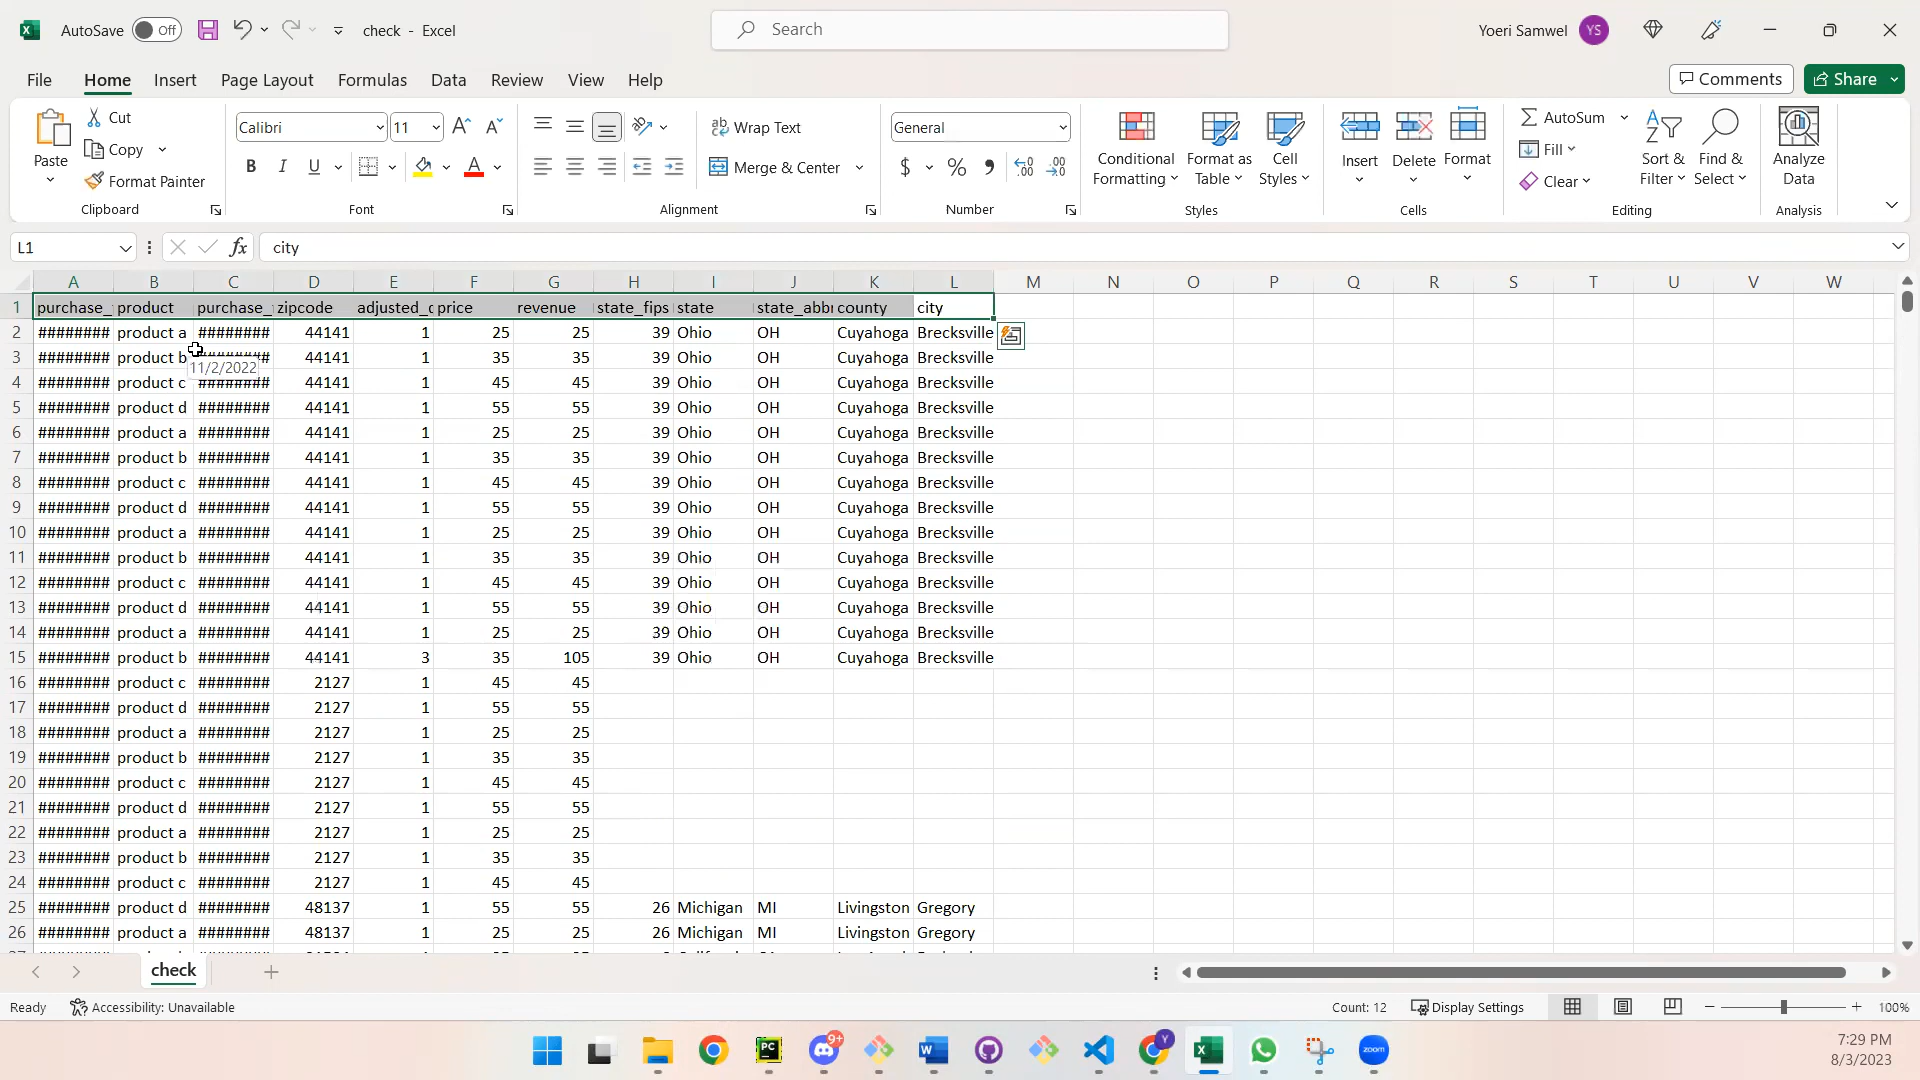 AutoSave Off check - Excel Search Yoeri Samwel YS
File Home Insert Page Layout Formulas Data Review View Help Comments Share
Paste Cut Copy Format Painter Clipboard
Calibri 11 B I U A Font
Wrap Text Merge & Center Alignment
General $ % Number
Conditional Formatting Format as Table Cell Styles Styles
Insert Delete Format Cells
AutoSum Fill Clear Sort & Filter Find & Select Editing
Analyze Data Analysis
L1 fx city
A B C D E F G H I J K L M N O P Q R S T U V W
1 purchase_ product purchase_ zipcode adjusted_c price revenue state_fips state state_abbr county city
2 ######## product a ######## 44141 1 25 25 39 Ohio OH Cuyahoga Brecksville
3 ######## product b ######## 44141 1 35 35 39 Ohio OH Cuyahoga Brecksville
11/2/2022
4 ######## product c ######## 44141 1 45 45 39 Ohio OH Cuyahoga Brecksville
5 ######## product d ######## 44141 1 55 55 39 Ohio OH Cuyahoga Brecksville
6 ######## product a ######## 44141 1 25 25 39 Ohio OH Cuyahoga Brecksville
7 ######## product b ######## 44141 1 35 35 39 Ohio OH Cuyahoga Brecksville
8 ######## product c ######## 44141 1 45 45 39 Ohio OH Cuyahoga Brecksville
9 ######## product d ######## 44141 1 55 55 39 Ohio OH Cuyahoga Brecksville
10 ######## product a ######## 44141 1 25 25 39 Ohio OH Cuyahoga Brecksville
11 ######## product b ######## 44141 1 35 35 39 Ohio OH Cuyahoga Brecksville
12 ######## product c ######## 44141 1 45 45 39 Ohio OH Cuyahoga Brecksville
13 ######## product d ######## 44141 1 55 55 39 Ohio OH Cuyahoga Brecksville
14 ######## product a ######## 44141 1 25 25 39 Ohio OH Cuyahoga Brecksville
15 ######## product b ######## 44141 3 35 105 39 Ohio OH Cuyahoga Brecksville
16 ######## product c ######## 2127 1 45 45
17 ######## product d ######## 2127 1 55 55
18 ######## product a ######## 2127 1 25 25
19 ######## product b ######## 2127 1 35 35
20 ######## product c ######## 2127 1 45 45
21 ######## product d ######## 2127 1 55 55
22 ######## product a ######## 2127 1 25 25
23 ######## product b ######## 2127 1 35 35
24 ######## product c ######## 2127 1 45 45
25 ######## product d ######## 48137 1 55 55 26 Michigan MI Livingston Gregory
26 ######## product a ######## 48137 1 25 25 26 Michigan MI Livingston Gregory
check
Ready Accessibility: Unavailable Count: 12 Display Settings 100%
PC 9+ Y zoom
7:29 PM
8/3/2023